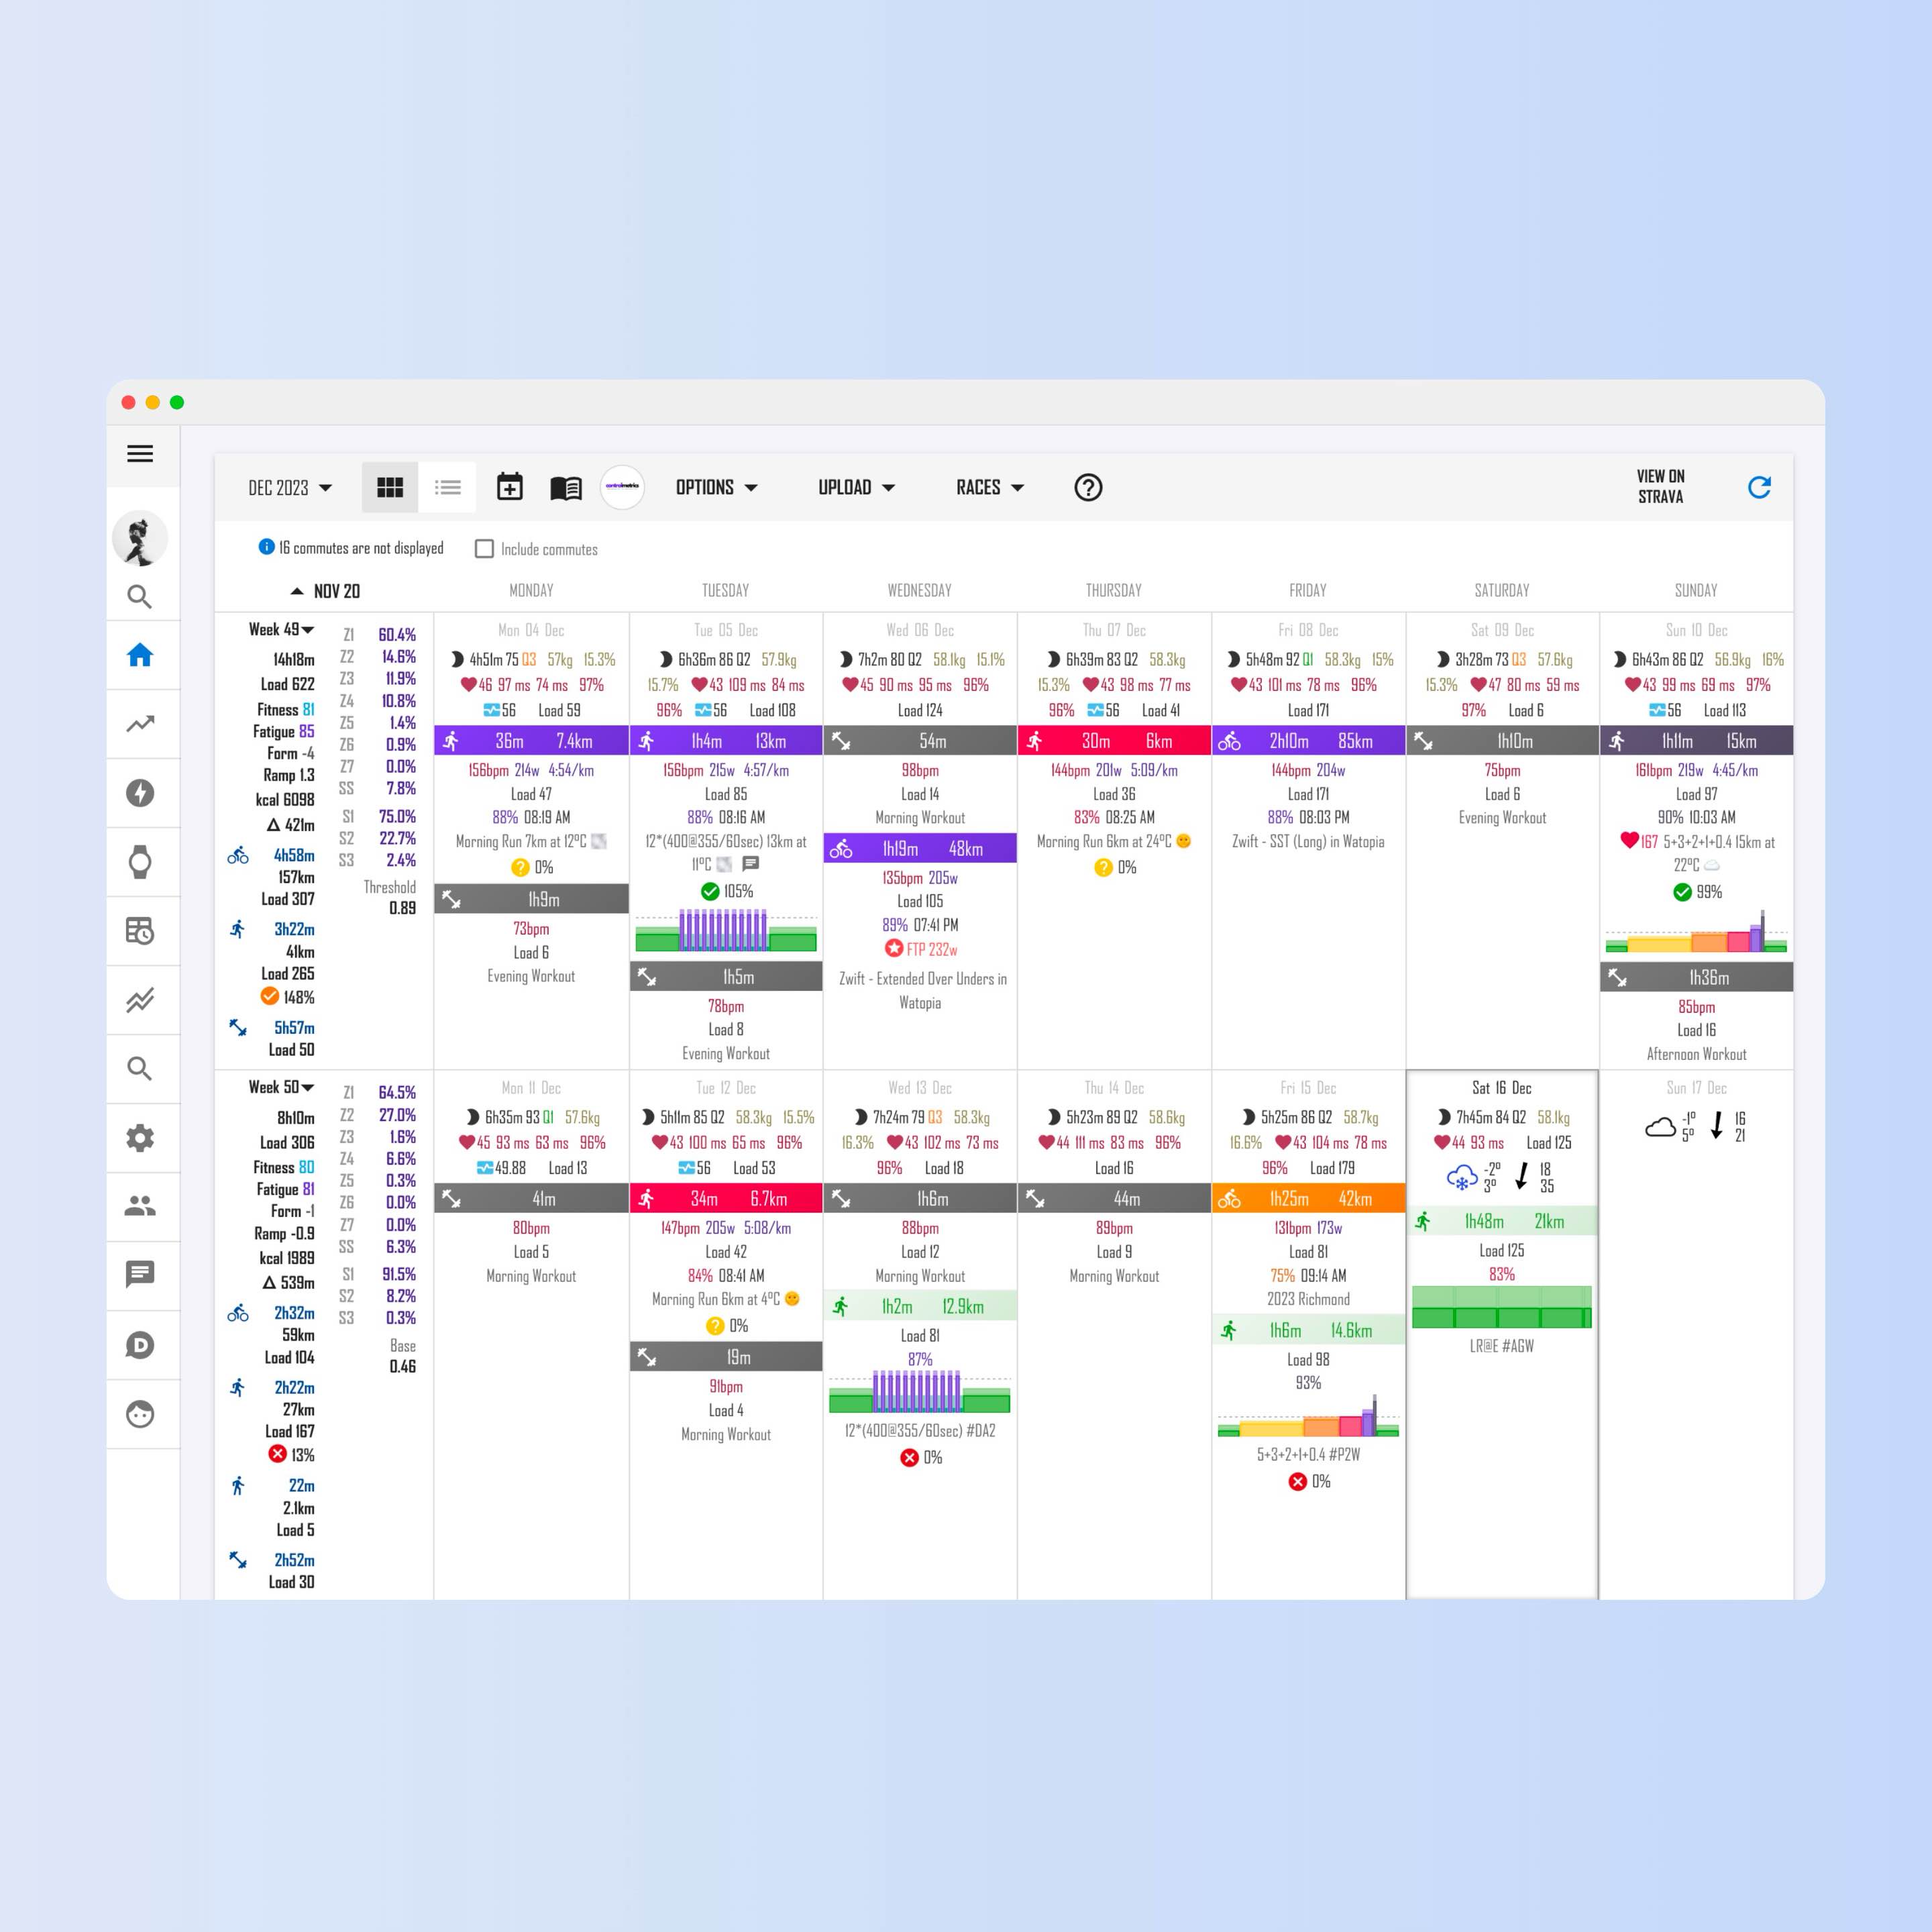 DEC 2023
controlmetrics
OPTIONS
UPLOAD
RACES
VIEW ON
STRAVA
16 commutes are not displayed
Include commutes
NOV 20
MONDAY
TUESDAY
WEDNESDAY
THURSDAY
FRIDAY
SATURDAY
SUNDAY
Week 49
14h18m
Load 622
Fitness 81
Fatigue 85
Form -4
Ramp 1.3
kcal 6098
Δ 421m
4h58m
157km
Load 307
3h22m
41km
Load 265
148%
5h57m
Load 50
Z1 60.4%
Z2 14.6%
Z3 11.9%
Z4 10.8%
Z5 1.4%
Z6 0.9%
Z7 0.0%
SS 7.8%
S1 75.0%
S2 22.7%
S3 2.4%
Threshold
0.89
Mon 04 Dec
4h51m 75 Q3 57kg 15.3%
46 97 ms 74 ms 97%
56 Load 59
36m 7.4km
156bpm 214w 4:54/km
Load 47
88% 08:19 AM
Morning Run 7km at 12ºC
? 0%
1h9m
73bpm
Load 6
Evening Workout
Tue 05 Dec
6h36m 86 Q2 57.9kg
15.7% 43 109 ms 84 ms
96% 56 Load 108
1h4m 13km
156bpm 215w 4:57/km
Load 85
88% 08:16 AM
12*(400@355/60sec) 13km at
11ºC
105%
1h5m
78bpm
Load 8
Evening Workout
Wed 06 Dec
7h2m 80 Q2 58.1kg 15.1%
45 90 ms 95 ms 96%
Load 124
54m
98bpm
Load 14
Morning Workout
1h19m 48km
135bpm 205w
Load 105
89% 07:41 PM
FTP 232w
Zwift - Extended Over Unders in
Watopia
Thu 07 Dec
6h39m 83 Q2 58.3kg
15.3% 43 98 ms 77 ms
96% 56 Load 41
30m 6km
144bpm 201w 5:09/km
Load 36
83% 08:25 AM
Morning Run 6km at 24ºC
? 0%
Fri 08 Dec
5h48m 92 Q1 58.3kg 15%
43 101 ms 78 ms 96%
Load 171
2h10m 85km
144bpm 204w
Load 171
88% 08:03 PM
Zwift - SST (Long) in Watopia
Sat 09 Dec
3h28m 73 Q3 57.6kg
15.3% 47 80 ms 59 ms
97% Load 6
1h10m
75bpm
Load 6
Evening Workout
Sun 10 Dec
6h43m 86 Q2 56.9kg 16%
43 99 ms 69 ms 97%
56 Load 113
1h11m 15km
161bpm 219w 4:45/km
Load 97
90% 10:03 AM
167 5+3+2+1+0.4 15km at
22ºC
99%
1h36m
85bpm
Load 16
Afternoon Workout
Week 50
8h10m
Load 306
Fitness 80
Fatigue 81
Form -1
Ramp -0.9
kcal 1989
Δ 539m
2h32m
59km
Load 104
2h22m
27km
Load 167
13%
22m
2.1km
Load 5
2h52m
Load 30
Z1 64.5%
Z2 27.0%
Z3 1.6%
Z4 6.6%
Z5 0.3%
Z6 0.0%
Z7 0.0%
SS 6.3%
S1 91.5%
S2 8.2%
S3 0.3%
Base
0.46
Mon 11 Dec
6h35m 93 Q1 57.6kg
45 93 ms 63 ms 96%
49.88 Load 13
41m
80bpm
Load 5
Morning Workout
Tue 12 Dec
5h11m 85 Q2 58.3kg 15.5%
43 100 ms 65 ms 96%
56 Load 53
34m 6.7km
147bpm 205w 5:08/km
Load 42
84% 08:41 AM
Morning Run 6km at 4ºC
? 0%
19m
91bpm
Load 4
Morning Workout
Wed 13 Dec
7h24m 79 Q3 58.3kg
16.3% 43 102 ms 73 ms
96% Load 18
1h6m
88bpm
Load 12
Morning Workout
1h2m 12.9km
Load 81
87%
12*(400@355/60sec) #DA2
0%
Thu 14 Dec
5h23m 89 Q2 58.6kg
44 111 ms 83 ms 96%
Load 16
44m
89bpm
Load 9
Morning Workout
Fri 15 Dec
5h25m 86 Q2 58.7kg
16.6% 43 104 ms 78 ms
96% Load 179
1h25m 42km
131bpm 173w
Load 81
75% 09:14 AM
2023 Richmond
1h6m 14.6km
Load 98
93%
5+3+2+1+0.4 #P2W
0%
Sat 16 Dec
7h45m 84 Q2 58.1kg
44 93 ms Load 125
-2º 18
3º 35
1h48m 21km
Load 125
83%
LR@E #AGW
Sun 17 Dec
-1º 16
5º 21